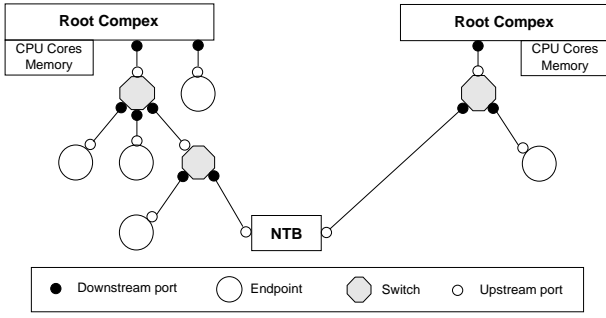 Root Compex
CPU Cores
Memory
Root Compex
CPU Cores
Memory
NTB
Downstream port
Endpoint
Switch
Upstream port